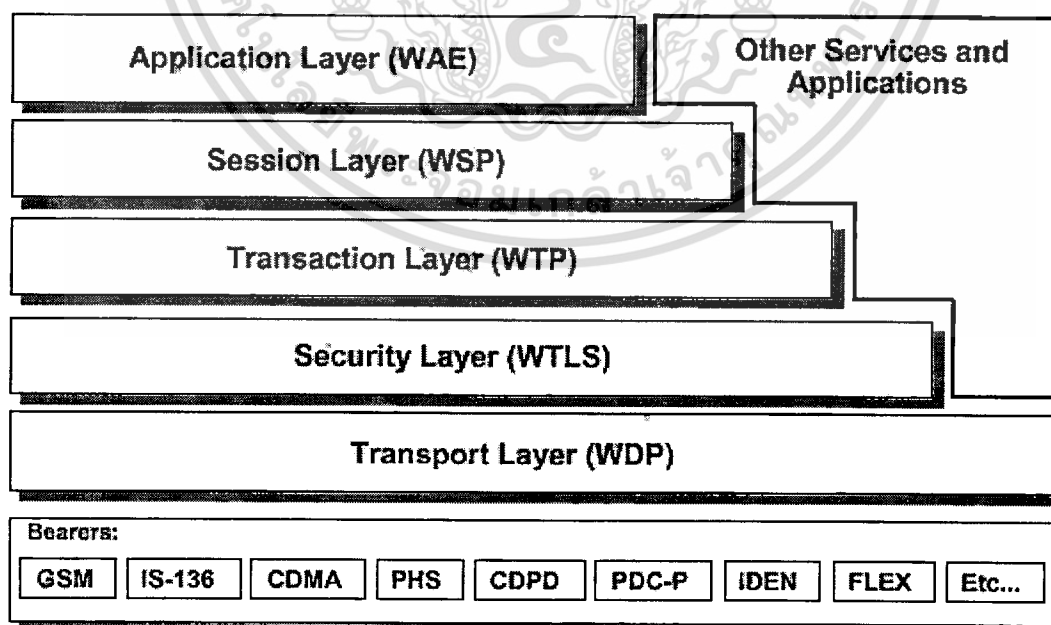 Application Layer (WAE)
Other Services and
Applications
Session Layer (WSP)
Transaction Layer (WTP)
Security Layer (WTLS)
Transport Layer (WDP)
Bearers:
GSM
IS-136
CDMA
PHS
CDPD
PDC-P
IDEN
FLEX
Etc...